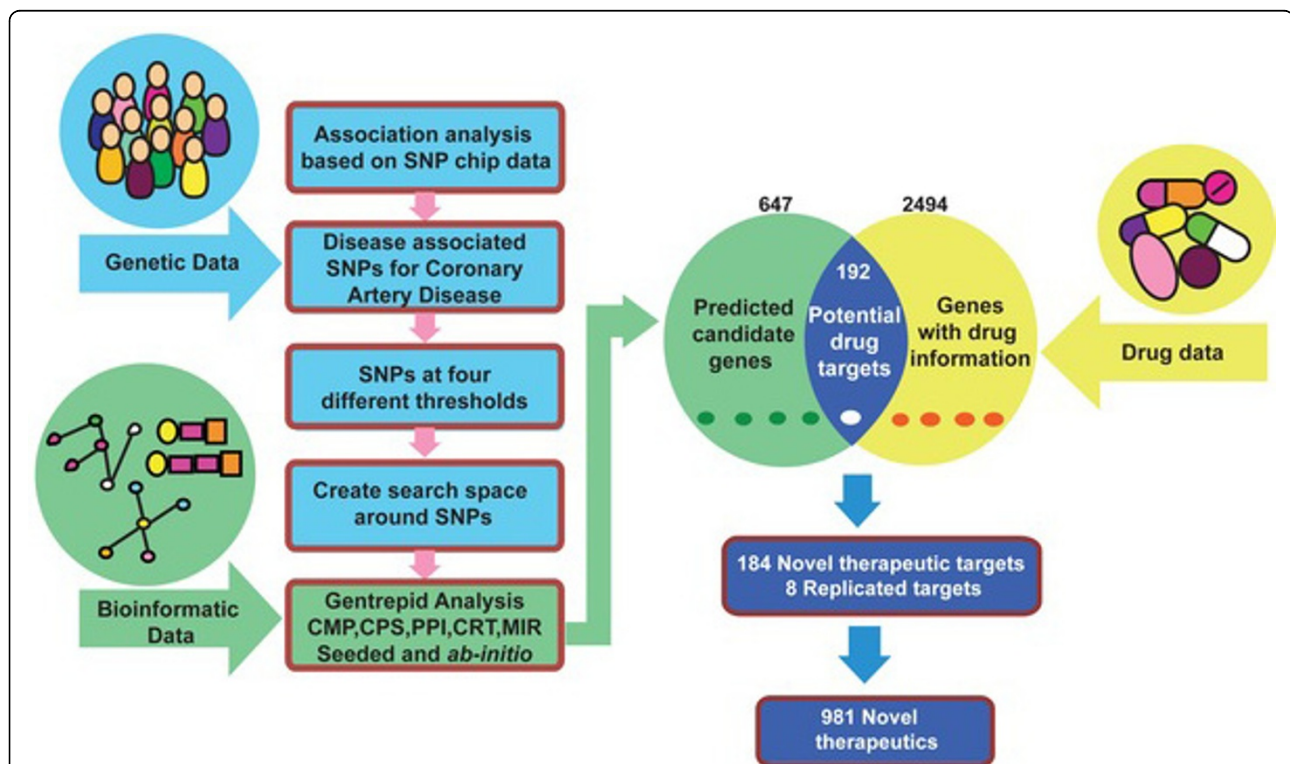 Association analysis
based on SNP chip data
Genetic Data
Disease associated
SNPs for Coronary
Artery Disease
SNPs at four
different thresholds
Create search space
around SNPs
Bioinformatic
Data
Gentrepid Analysis
CMP,CPS,PPI,CRT,MIR
Seeded and ab-initio
647
2494
192
Predicted
candidate
genes
Potential
drug
targets
Genes
with drug
information
Drug data
184 Novel therapeutic targets
8 Replicated targets
981 Novel
therapeutics